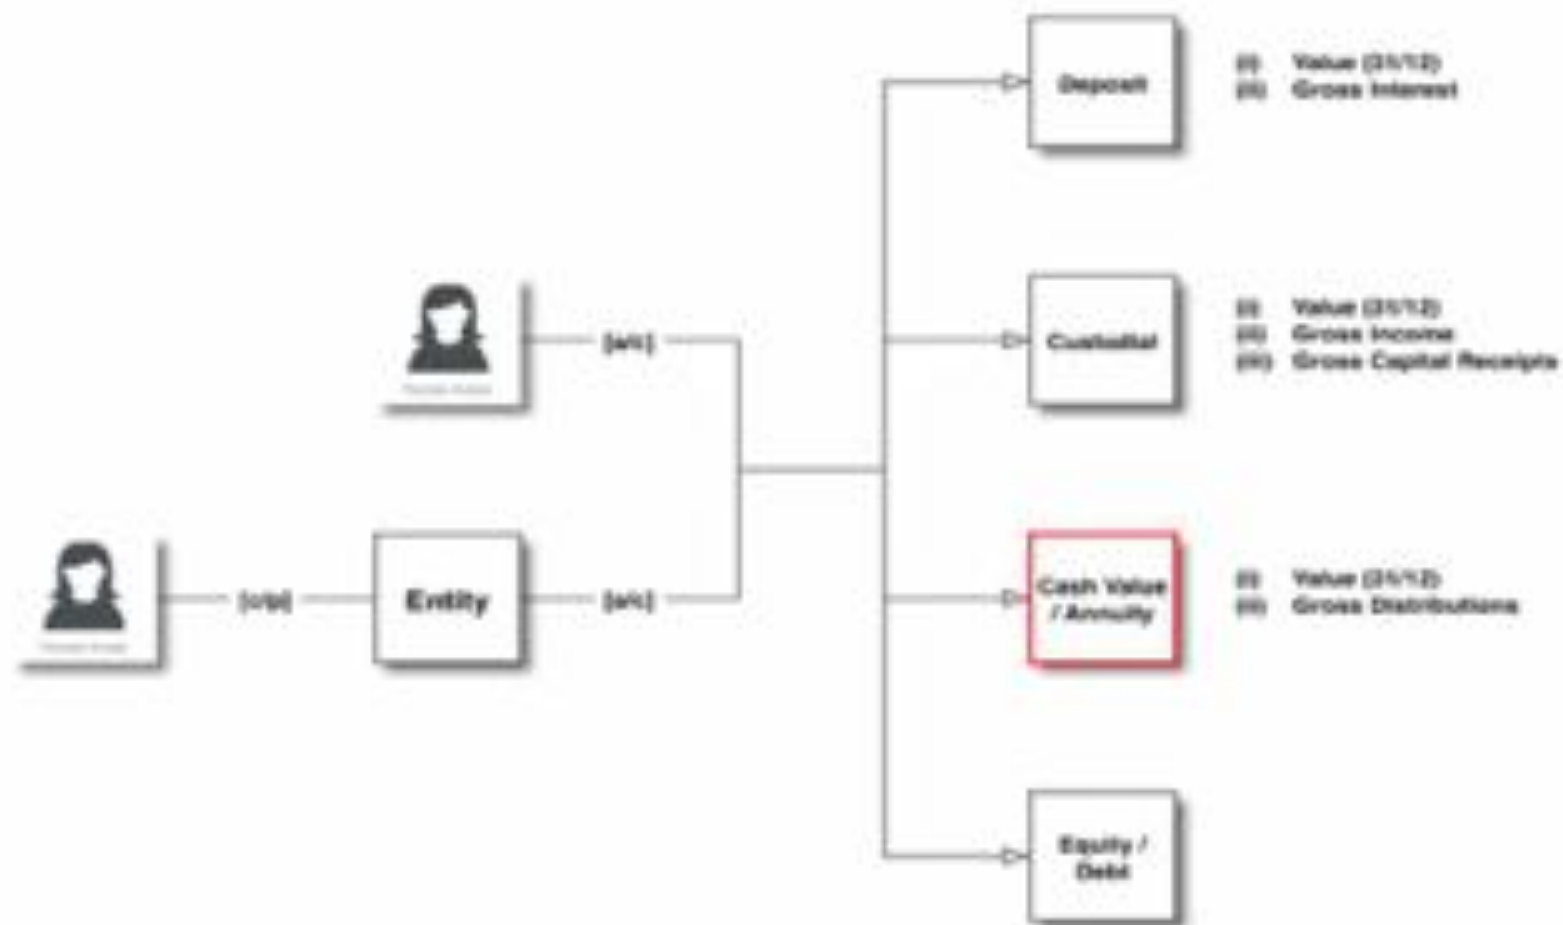 Deposit
(i) Value (31/12)
(ii) Gross Interest
[a/c]
Custodial
(i) Value (31/12)
(ii) Gross Income
(iii) Gross Capital Receipts
[c/p]
Entity
[a/c]
Cash Value
/ Annuity
(i) Value (31/12)
(ii) Gross Distributions
Equity /
Debt